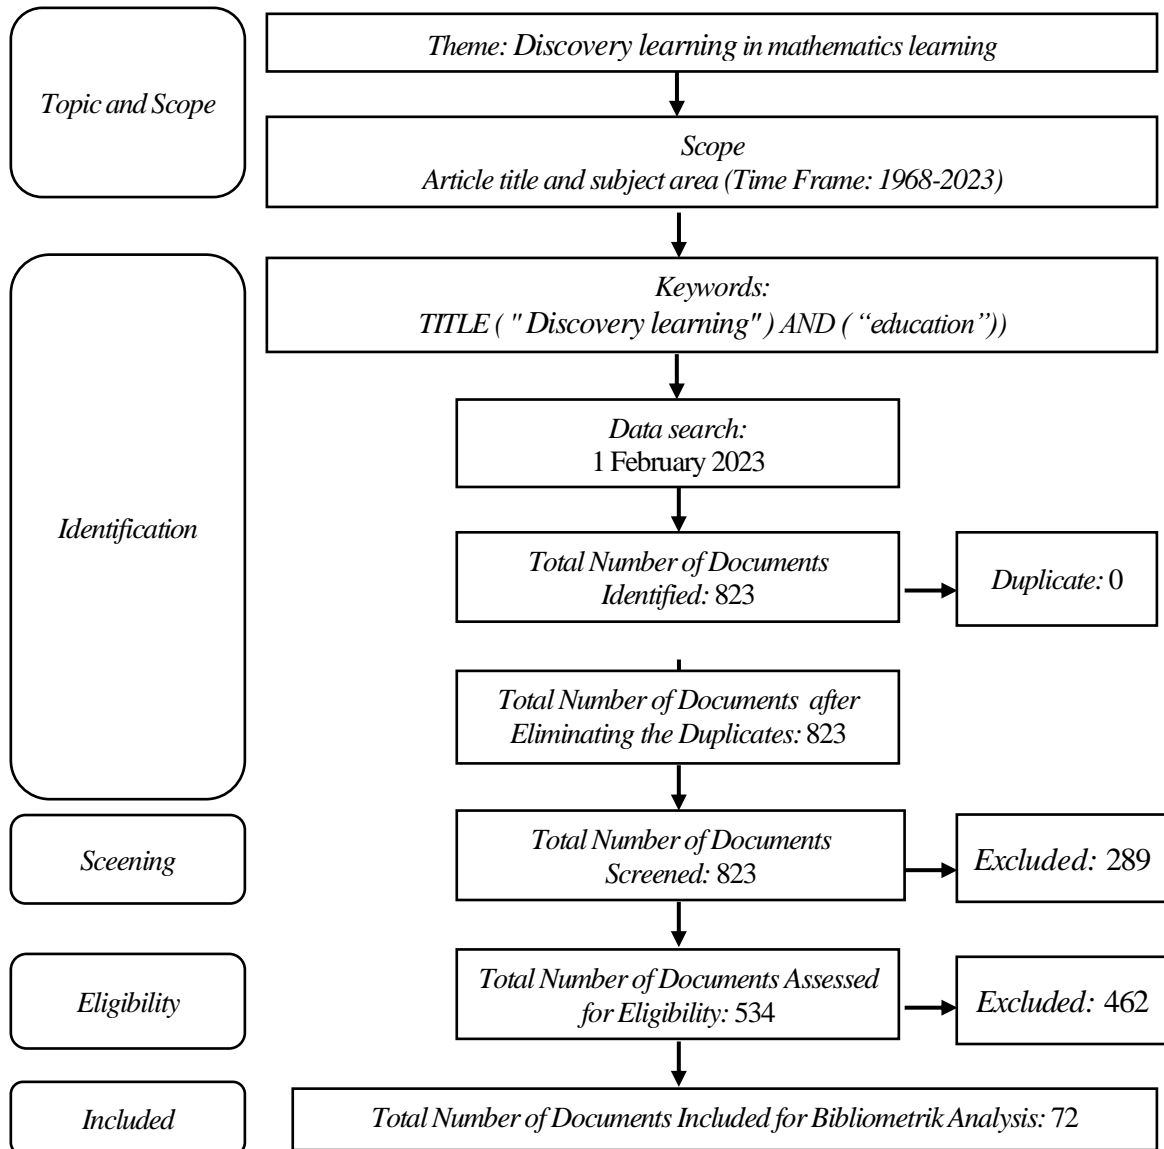 Topic and Scope
Theme: Discovery learning in mathematics learning
Scope
Article title and subject area (Time Frame: 1968-2023)
Identification
Keywords:
TITLE ( " Discovery learning" ) AND ( “education”))
Data search:
1 February 2023
Total Number of Documents
Identified: 823
Duplicate: 0
Total Number of Documents after
Eliminating the Duplicates: 823
Sceening
Total Number of Documents
Screened: 823
Excluded: 289
Eligibility
Total Number of Documents Assessed
for Eligibility: 534
Excluded: 462
Included
Total Number of Documents Included for Bibliometrik Analysis: 72